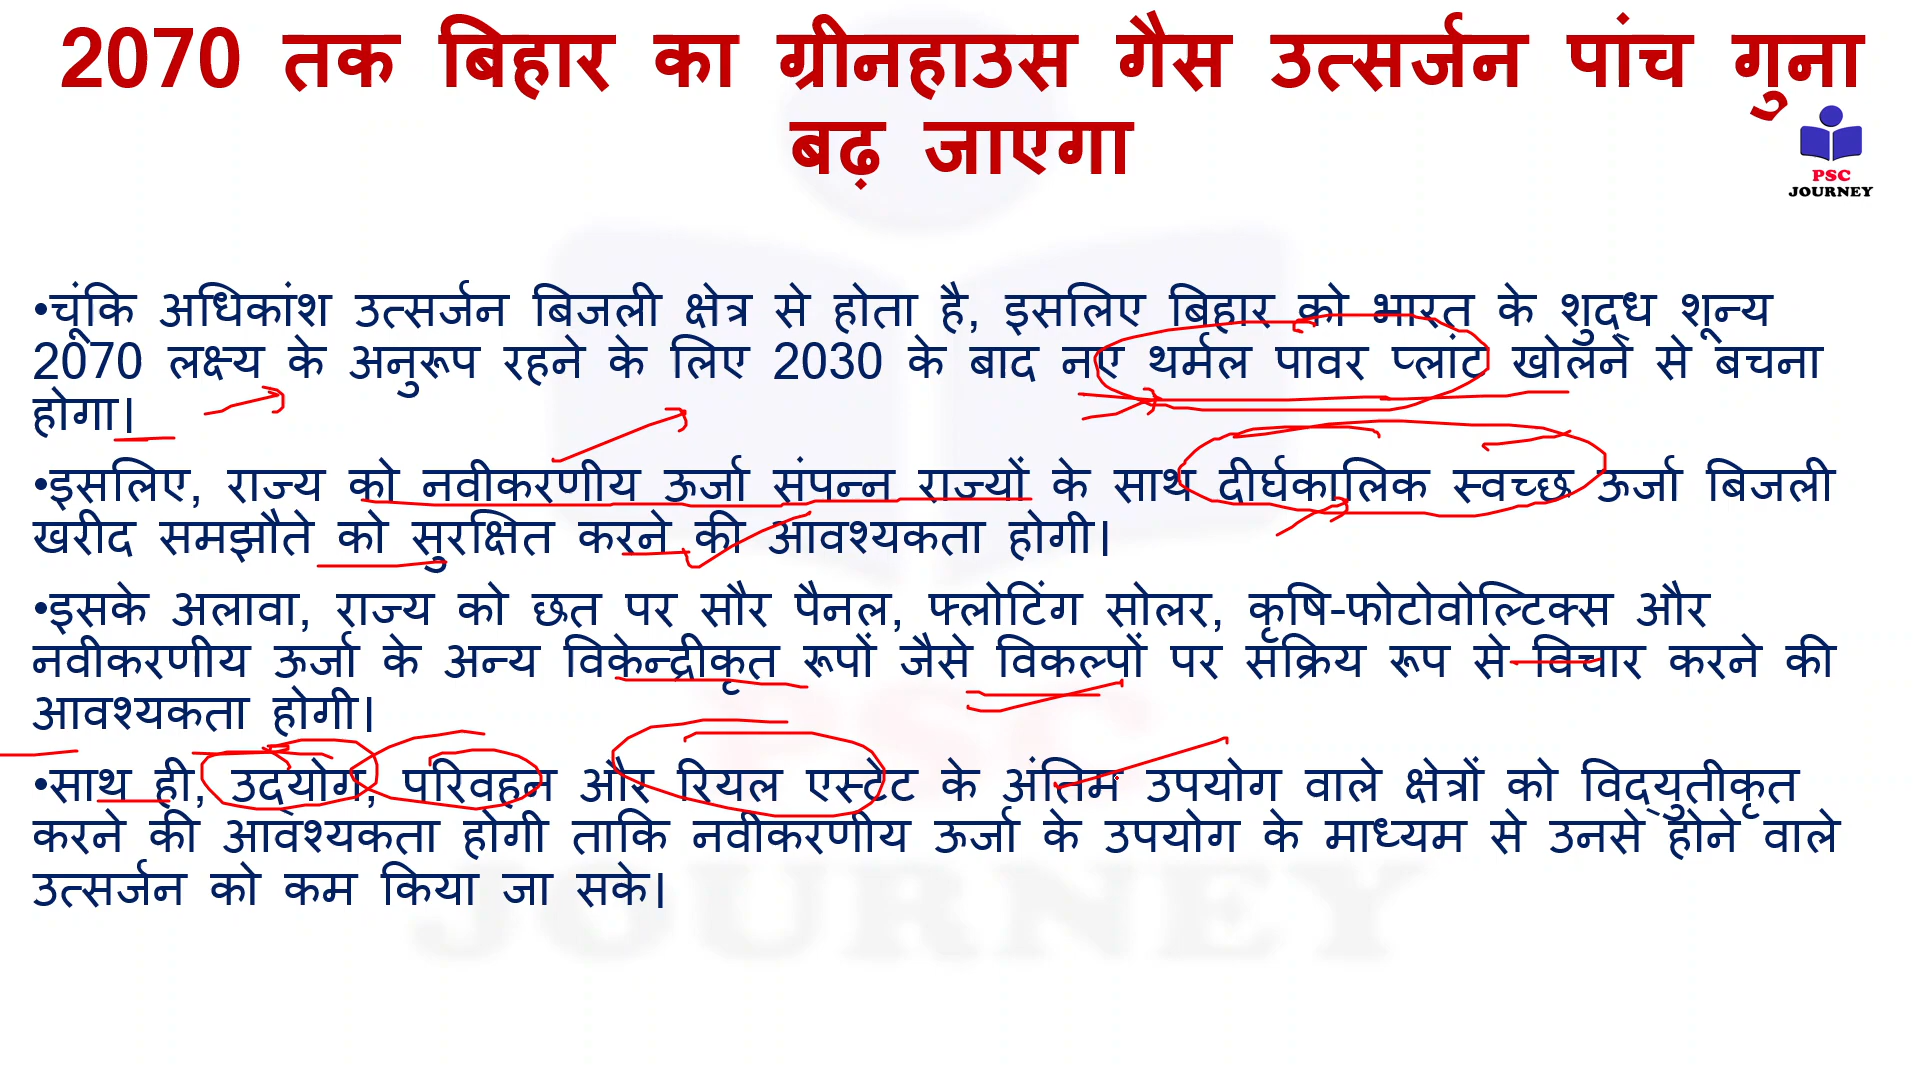 2070 तक बिहार का ग्रीनहाउस गैस उत्सर्जन पांच गुना
बढ़ जाएगा
PSC
JOURNEY
•चूंकि अधिकांश उत्सर्जन बिजली क्षेत्र से होता है, इसलिए बिहार को भारत के शुद्ध शून्य
2070 लक्ष्य के अनुरूप रहने के लिए 2030 के बाद नए थर्मल पावर प्लांट खोलने से बचना
होगा।
•इसलिए, राज्य को नवीकरणीय ऊर्जा संपन्न राज्यों के साथ दीर्घकालिक स्वच्छ ऊर्जा बिजली
खरीद समझौते को सुरक्षित करने की आवश्यकता होगी।
•इसके अलावा, राज्य को छत पर सौर पैनल, फ्लोटिंग सोलर, कृषि-फोटोवोल्टिक्स और
नवीकरणीय ऊर्जा के अन्य विकेन्द्रीकृत रूपों जैसे विकल्पों पर सक्रिय रूप से विचार करने की
आवश्यकता होगी।
•साथ ही, उद्योग, परिवहन और रियल एस्टेट के अंतिम उपयोग वाले क्षेत्रों को विद्युतीकृत
करने की आवश्यकता होगी ताकि नवीकरणीय ऊर्जा के उपयोग के माध्यम से उनसे होने वाले
उत्सर्जन को कम किया जा सके।
PSC
JOURNEY